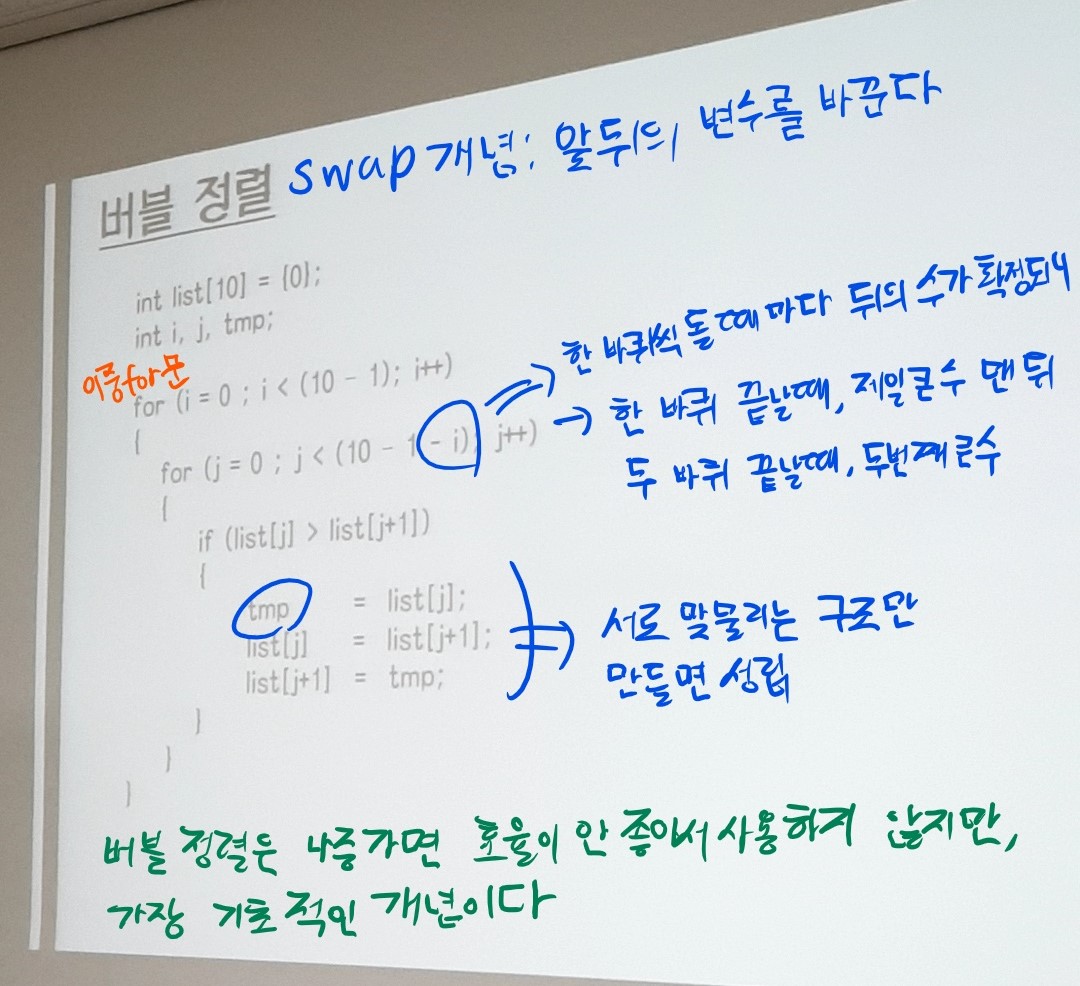 버블 정렬 swap 개념: 앞뒤의 변수를 바꾼다
int list[10] = {0};
int i, j, tmp;
이중for문
for (i = 0 ; i < (10 - 1); i++)
{
for (j = 0 ; j < (10 - 1 - i); j++)
한 바퀴씩 돌때마다 뒤의 수가 확정되니
→ 한 바퀴 끝날때, 제일큰수 맨뒤
두 바퀴 끝날때, 두번째큰수
{
if (list[j] > list[j+1])
{
tmp = list[j];
list[j] = list[j+1];
list[j+1] = tmp;
서로 맞물리는 구로만
만들면 성립
}
}
}
버블 정렬은 나중가면 효율이 안 좋아서 사용하지 않지만,
가장 기초적인 개념이다